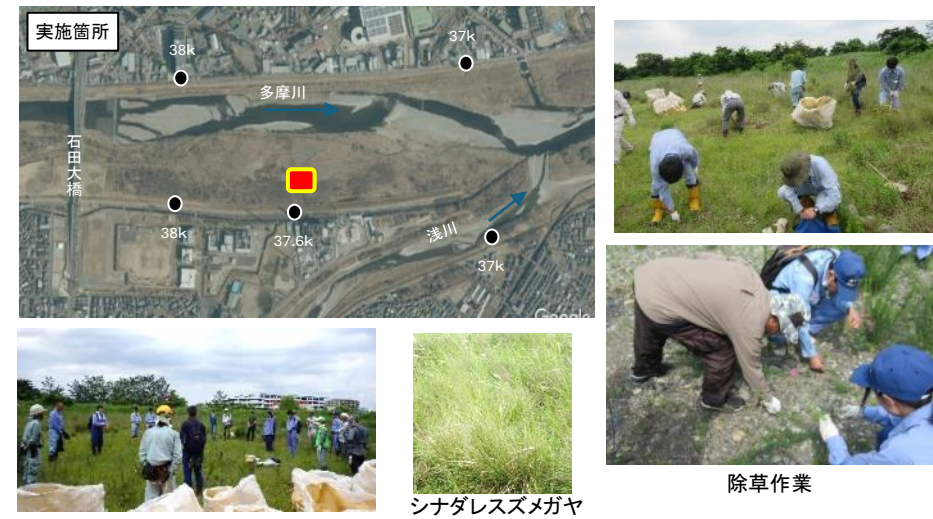 実施箇所
38k
37k
多摩川
石田大橋
38k
37.6k
浅川
37k
Google
シナダレスズメガヤ
除草作業